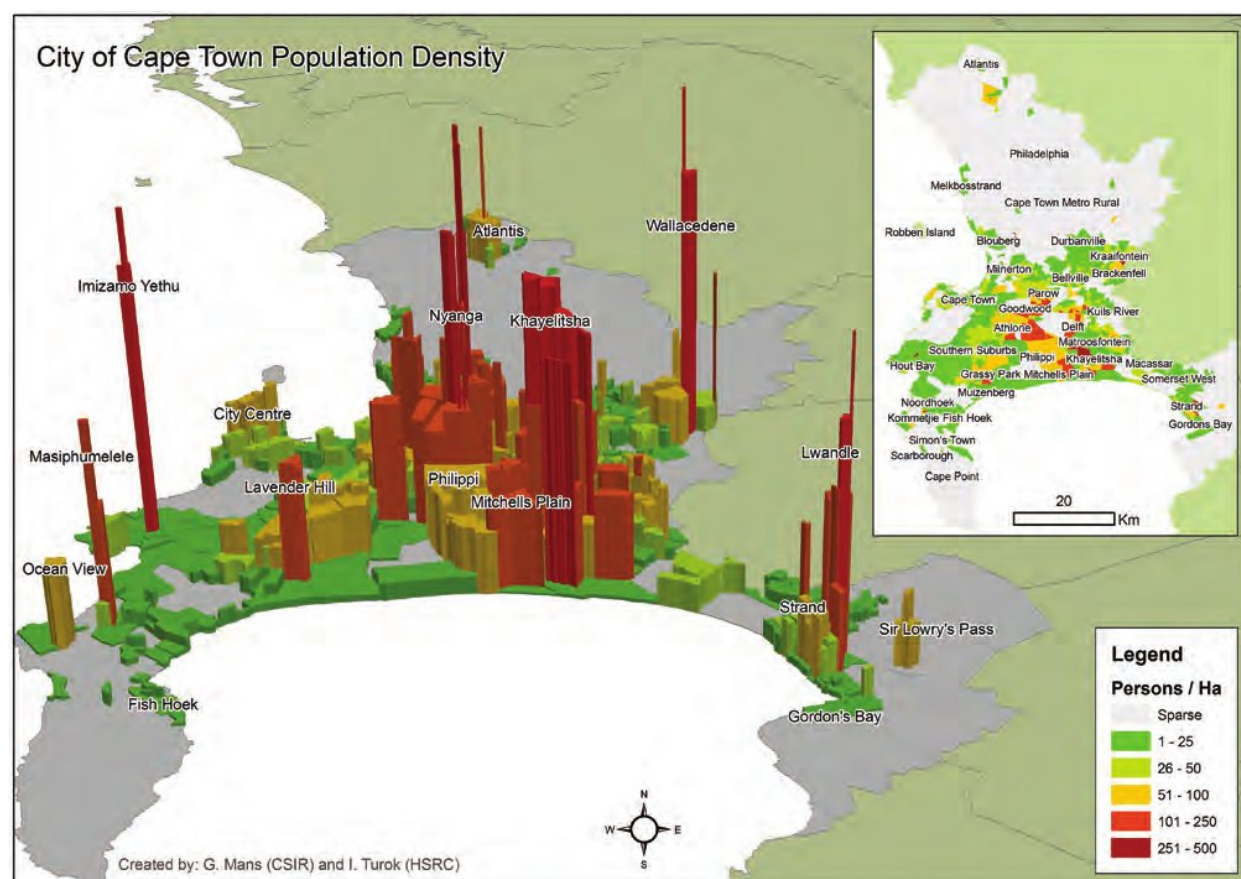 City of Cape Town Population Density
Imizamo Yethu
Masiphumelele
Ocean View
Fish Hoek
City Centre
Lavender Hill
Atlantis
Nyanga
Khayelitsha
Philippi
Mitchells Plain
Wallacedene
Lwandle
Strand
Sir Lowry's Pass
Gordon's Bay
Atlantis
Philadelphia
Melkbosstrand
Cape Town Metro Rural
Robben Island
Blouberg
Durbanville
Kraaifontein
Milnerton
Bellville
Brackenfell
Cape Town
Parow
Goodwood
Kuils River
Athlone
Delft
Matroosfontein
Southern Suburbs
Philippi
Khayelitsha
Macassar
Hout Bay
Grassy Park
Mitchells Plain
Somerset West
Muizenberg
Noordhoek
Strand
Kommetjie
Fish Hoek
Gordons Bay
Simon's Town
Scarborough
Cape Point
20
Km
Legend
Persons / Ha
Sparse
1 - 25
26 - 50
51 - 100
101 - 250
251 - 500
N
W
E
S
Created by: G. Mans (CSIR) and I. Turok (HSRC)